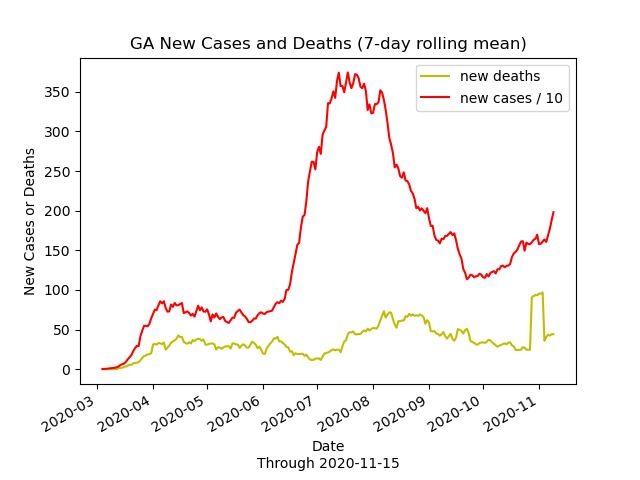 GA New Cases and Deaths (7-day rolling mean)
new deaths
new cases / 10
350
300
250
200
150
100
50
0
New Cases or Deaths
2020-03
2020-04
2020-05
2020-06
2020-07
2020-08
2020-09
2020-10
2020-11
Date
Through 2020-11-15